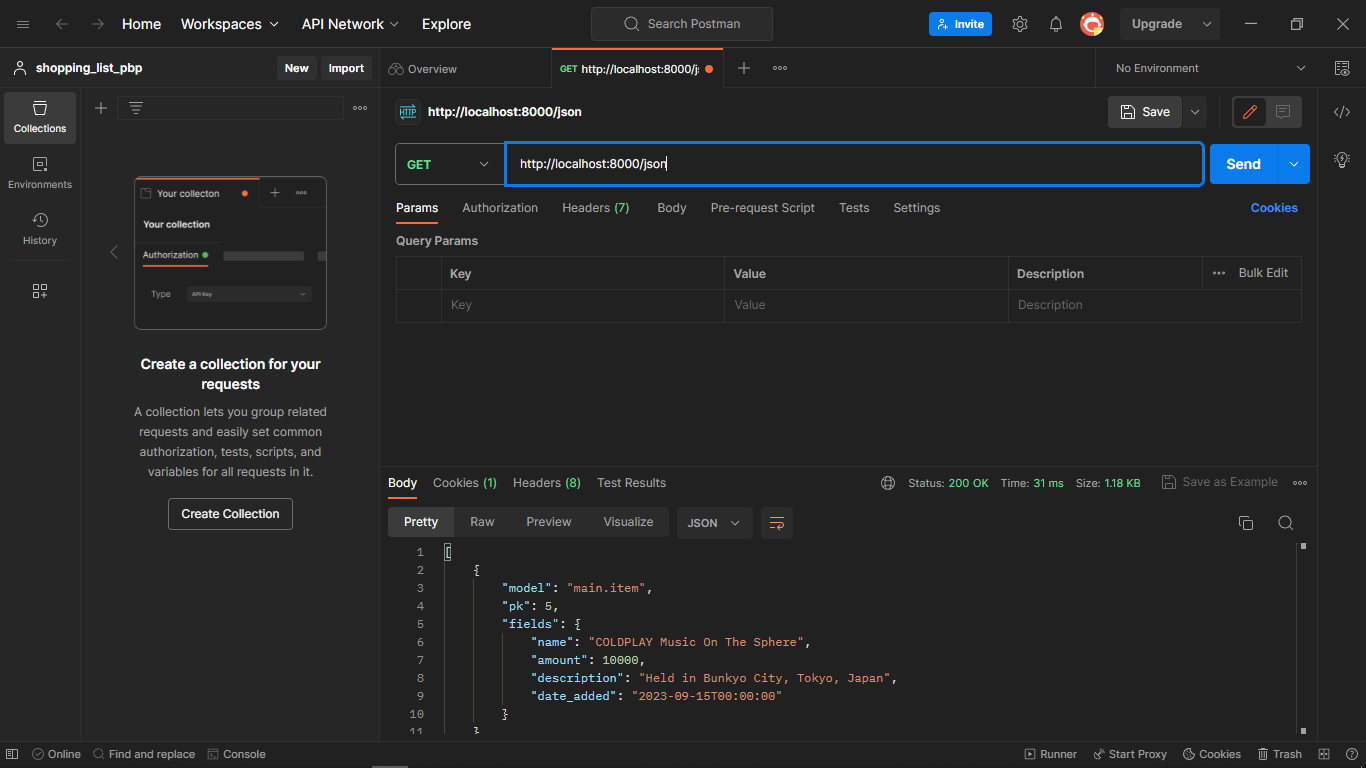 Home Workspaces API Network Explore Search Postman Invite Upgrade
shopping_list_pbp New Import Overview GET http://localhost:8000/j No Environment
Collections
Environments
History
Your collecton
Your collection
Authorization
Type API Key
Create a collection for your
requests
A collection lets you group related
requests and easily set common
authorization, tests, scripts, and
variables for all requests in it.
Create Collection
HTTP http://localhost:8000/json Save
GET http://localhost:8000/json Send
Params Authorization Headers (7) Body Pre-request Script Tests Settings Cookies
Query Params
Key Value Description Bulk Edit
Key Value Description
Body Cookies (1) Headers (8) Test Results Status: 200 OK Time: 31 ms Size: 1.18 KB Save as Example
Pretty Raw Preview Visualize JSON
1 [
2 {
3 "model": "main.item",
4 "pk": 5,
5 "fields": {
6 "name": "COLDPLAY Music On The Sphere",
7 "amount": 10000,
8 "description": "Held in Bunkyo City, Tokyo, Japan",
9 "date_added": "2023-09-15T00:00:00"
10 }
11 }
Online Find and replace Console Runner Start Proxy Cookies Trash